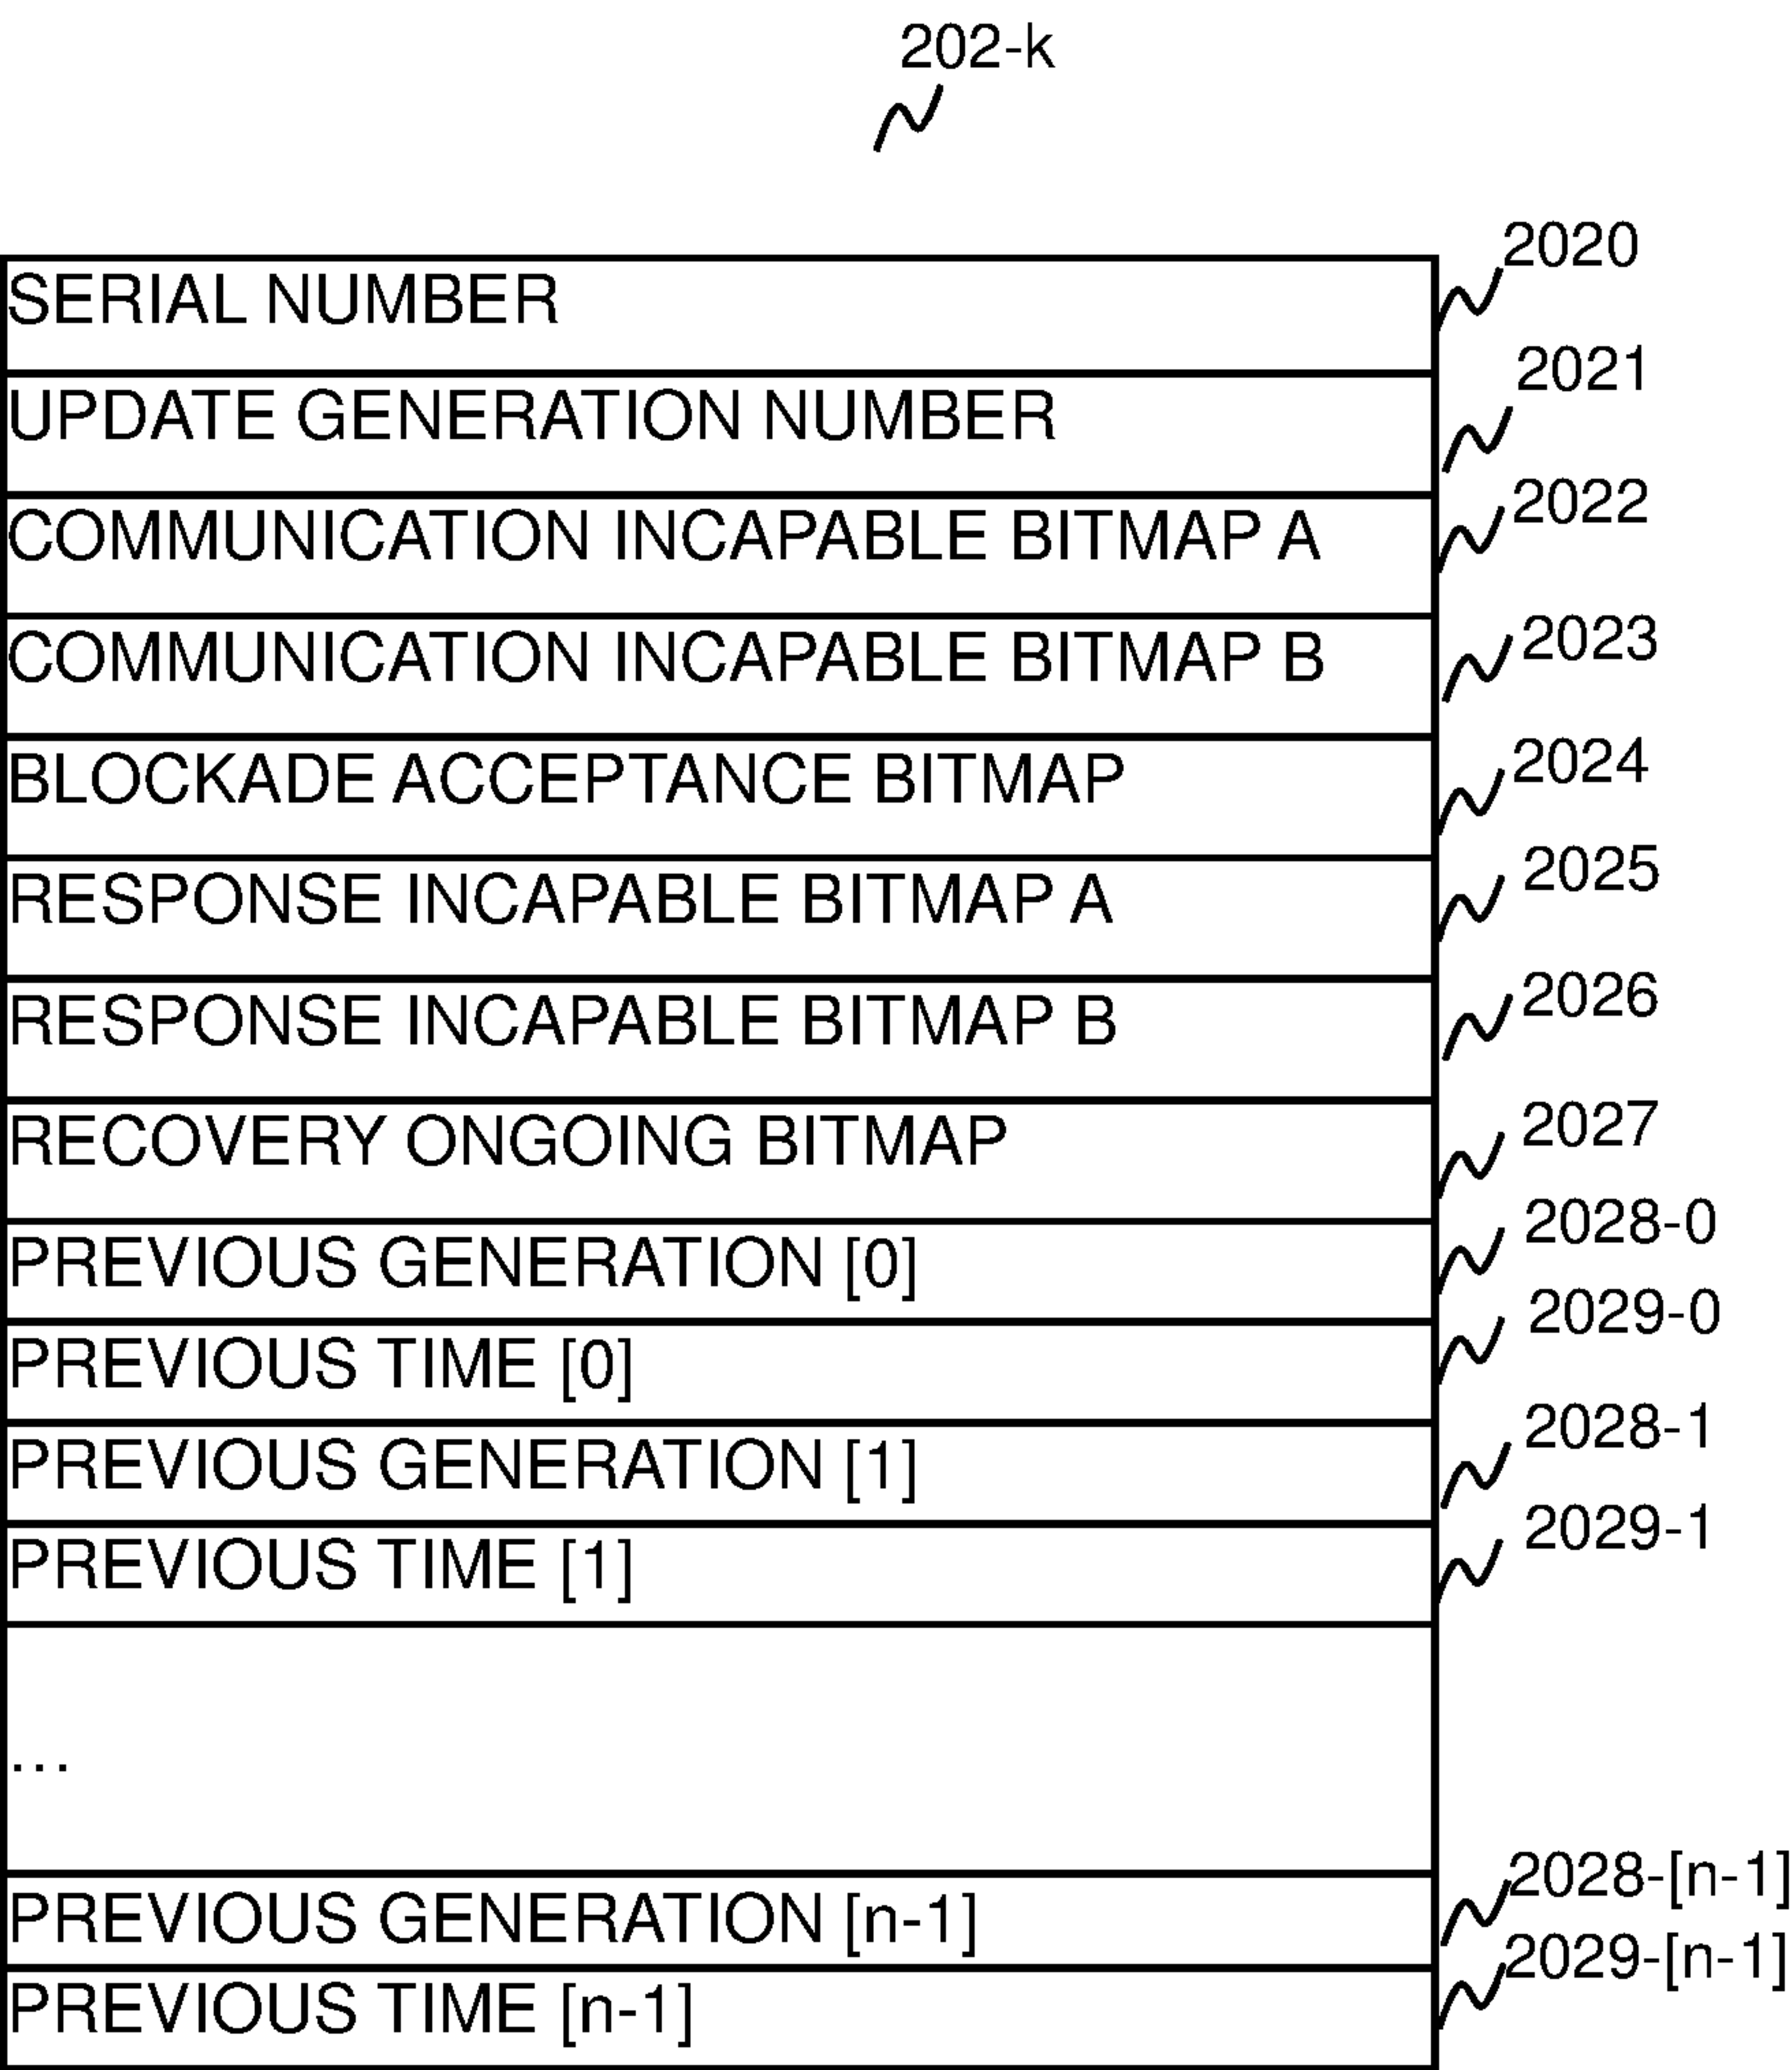 202-k
SERIAL NUMBER 2020
UPDATE GENERATION NUMBER 2021
COMMUNICATION INCAPABLE BITMAP A 2022
COMMUNICATION INCAPABLE BITMAP B 2023
BLOCKADE ACCEPTANCE BITMAP 2024
RESPONSE INCAPABLE BITMAP A 2025
RESPONSE INCAPABLE BITMAP B 2026
RECOVERY ONGOING BITMAP 2027
PREVIOUS GENERATION [0] 2028-0
PREVIOUS TIME [0] 2029-0
PREVIOUS GENERATION [1] 2028-1
PREVIOUS TIME [1] 2029-1
...
PREVIOUS GENERATION [n-1] 2028-[n-1]
PREVIOUS TIME [n-1] 2029-[n-1]